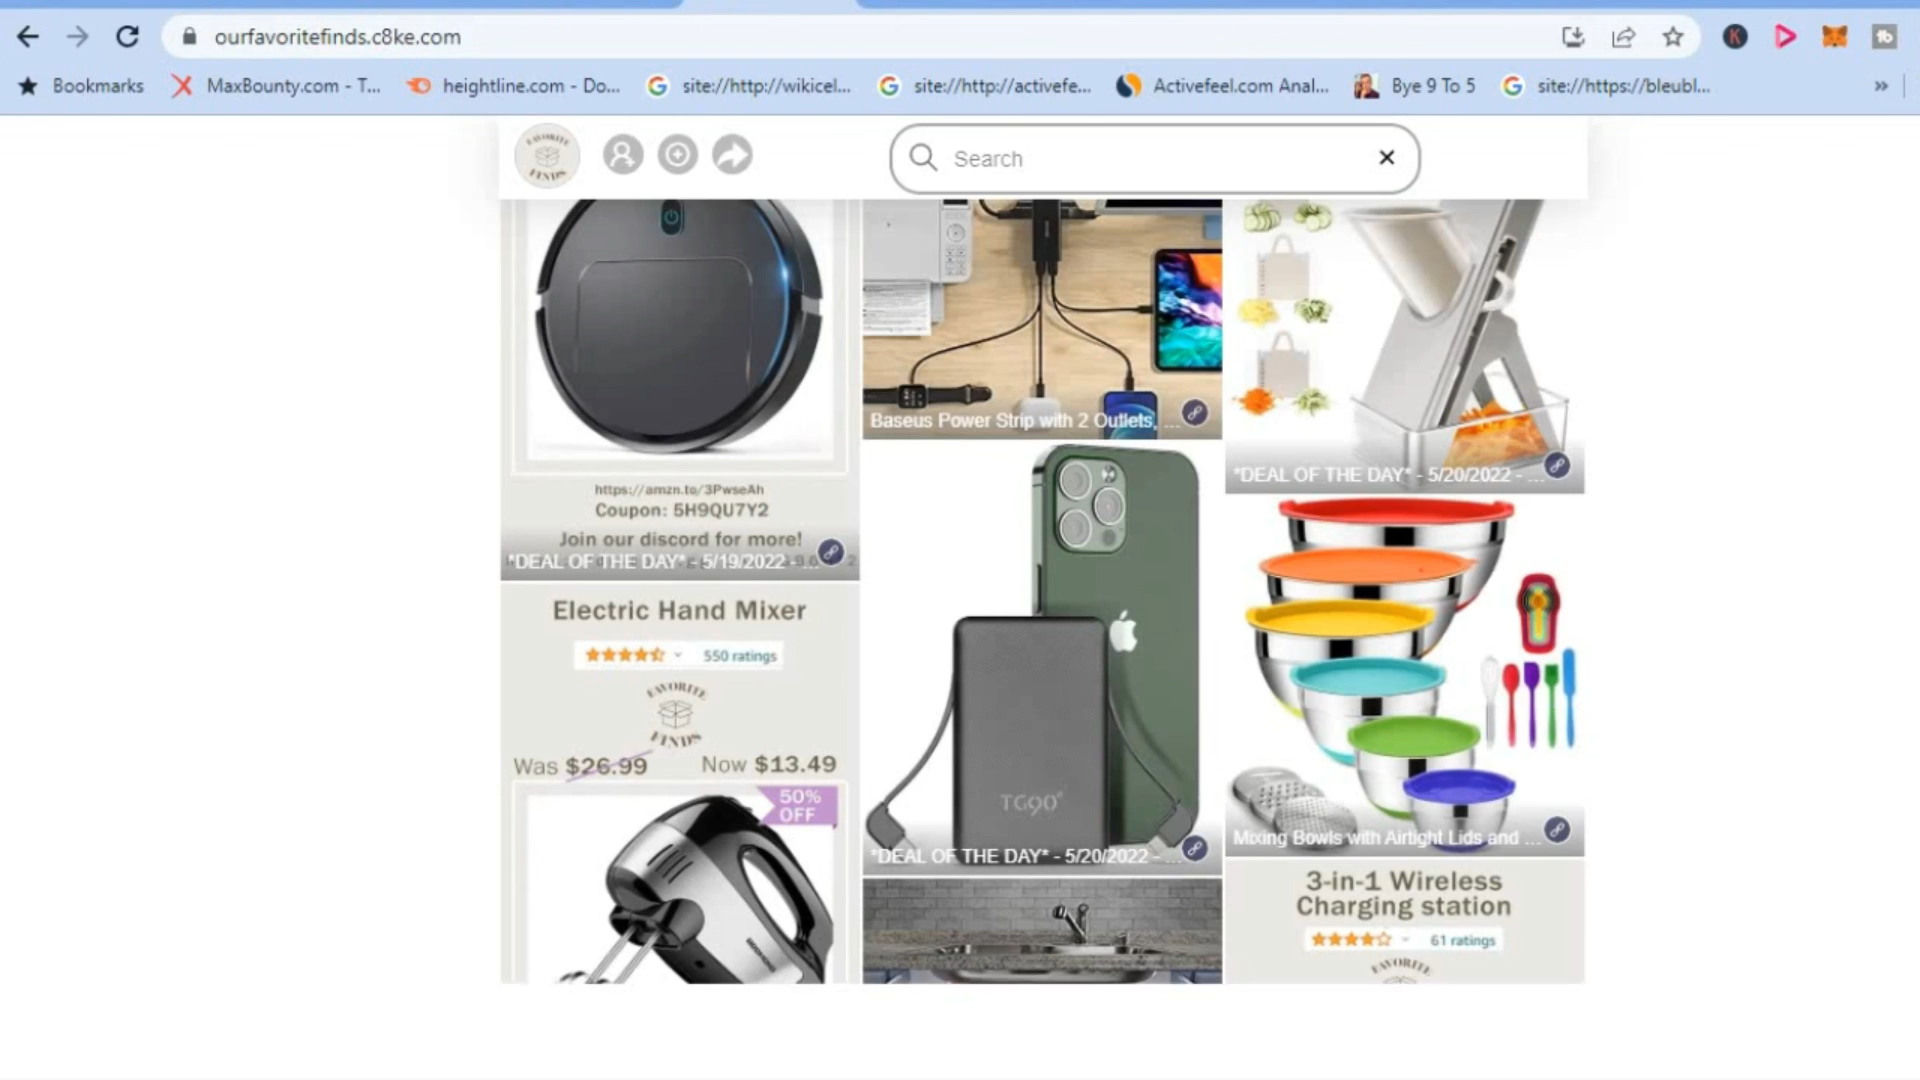 ourfavoritefinds.c8ke.com
Bookmarks
MaxBounty.com - T...
heightline.com - Do...
site://http://wikicel...
site://http://activefe...
Activefeel.com Anal...
Bye 9 To 5
site://https://bleubl...
»
FAVORITE
FINDS
Search
https://amzn.to/3PwseAh
Coupon: 5H9QU7Y2
Join our discord for more!
*DEAL OF THE DAY* - 5/19/2022 - ...
Electric Hand Mixer
550 ratings
FAVORITE
FINDS
Was $26.99 Now $13.49
50%
OFF
Baseus Power Strip with 2 Outlets, ...
TG90°
*DEAL OF THE DAY* - 5/20/2022 - ...
*DEAL OF THE DAY* - 5/20/2022 - ...
Mixing Bowls with Airtight Lids and ...
3-in-1 Wireless
Charging station
61 ratings
FAVORITE